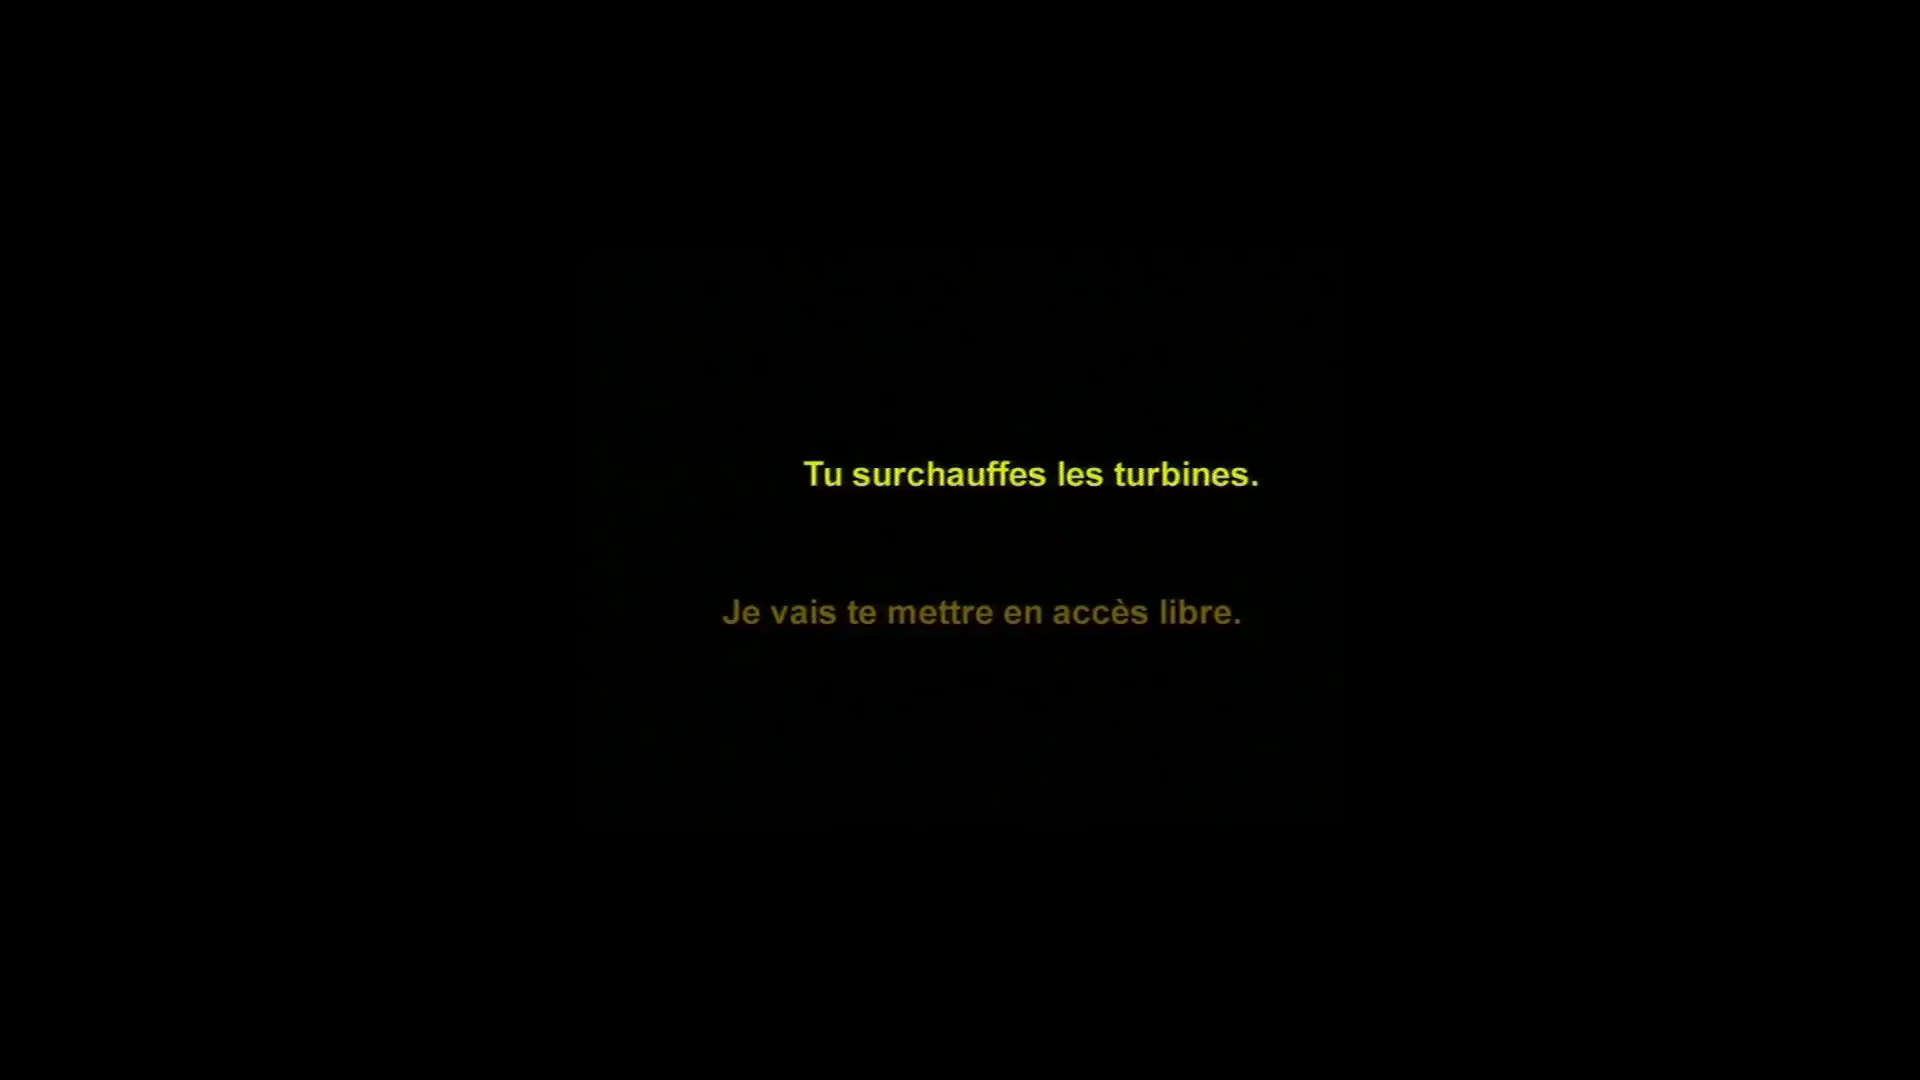 Tu surchauffes les turbines.
Je vais te mettre en accès libre.